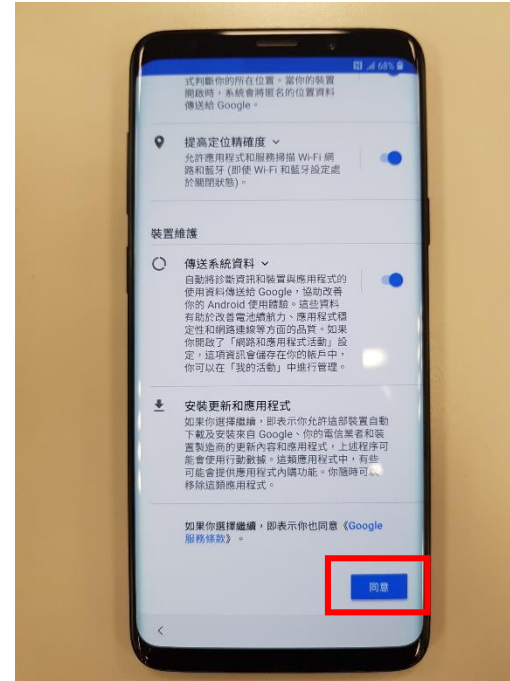 68%
式判斷你的所在位置。當你的裝置
開啟時，系統會將匿名的位置資料
傳送給 Google。
提高定位精確度
允許應用程式和服務掃描 Wi-Fi 網
路和藍牙 (即使 Wi-Fi 和藍牙設定處
於關閉狀態)。
裝置維護
傳送系統資料
自動將診斷資訊和裝置與應用程式的
使用資料傳送給 Google，協助改善
你的 Android 使用體驗。這些資料
有助於改善電池續航力、應用程式穩
定性和網路連線等方面的品質。如果
你開啟了「網路和應用程式活動」設
定，這項資訊會儲存在你的帳戶中，
你可以在「我的活動」中進行管理。
安裝更新和應用程式
如果你選擇繼續，即表示你允許這部裝置自動
下載及安裝來自 Google、你的電信業者和裝
置製造商的更新內容和應用程式，上述程序可
能會使用行動數據。這類應用程式中，有些
可能會提供應用程式內購功能。你隨時可以
移除這類應用程式。
如果你選擇繼續，即表示你也同意《Google
服務條款》。
同意